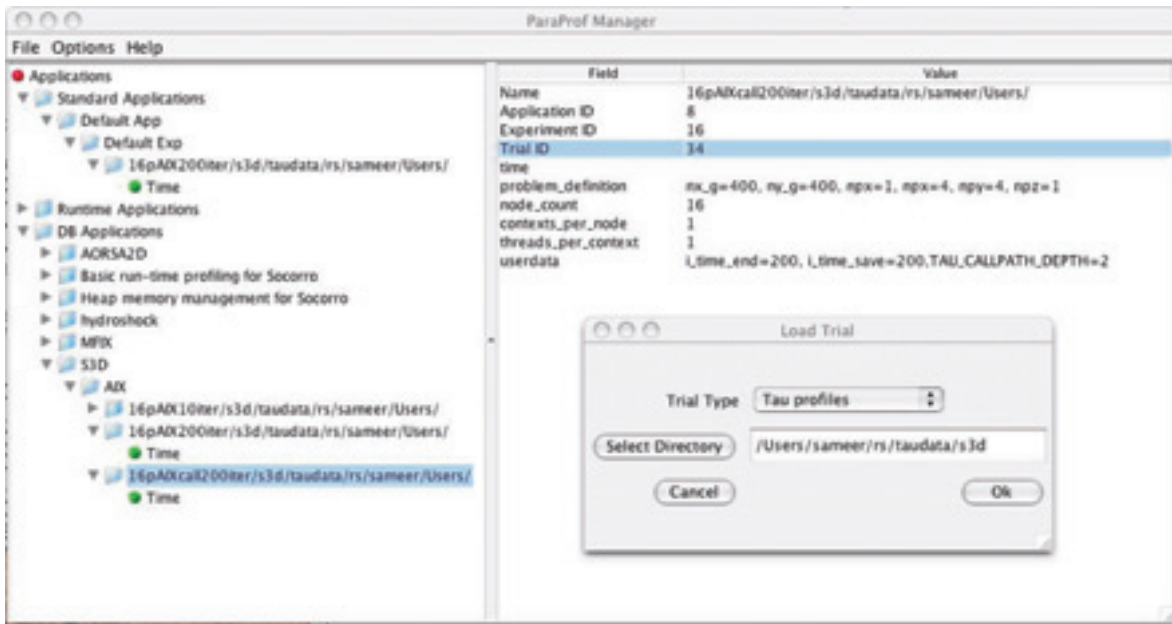 ParaProf Manager
File Options Help
Applications
Standard Applications
Default App
Default Exp
16pAIX200iter/s3d/taudata/rs/sameer/Users/
Time
Runtime Applications
DB Applications
AORSA2D
Basic run-time profiling for Socorro
Heap memory management for Socorro
hydroshock
MFIX
S3D
AIX
16pAIX10iter/s3d/taudata/rs/sameer/Users/
16pAIX200iter/s3d/taudata/rs/sameer/Users/
Time
16pAIXcall200iter/s3d/taudata/rs/sameer/Users/
Time
Field Value
Name 16pAIXcall200iter/s3d/taudata/rs/sameer/Users/
Application ID 8
Experiment ID 16
Trial ID 34
time
problem_definition nx_g=400, ny_g=400, npx=1, npx=4, npy=4, npz=1
node_count 16
contexts_per_node 1
threads_per_context 1
userdata i_time_end=200, i_time_save=200,TAU_CALLPATH_DEPTH=2
Load Trial
Trial Type Tau profiles
Select Directory /Users/sameer/rs/taudata/s3d
Cancel Ok